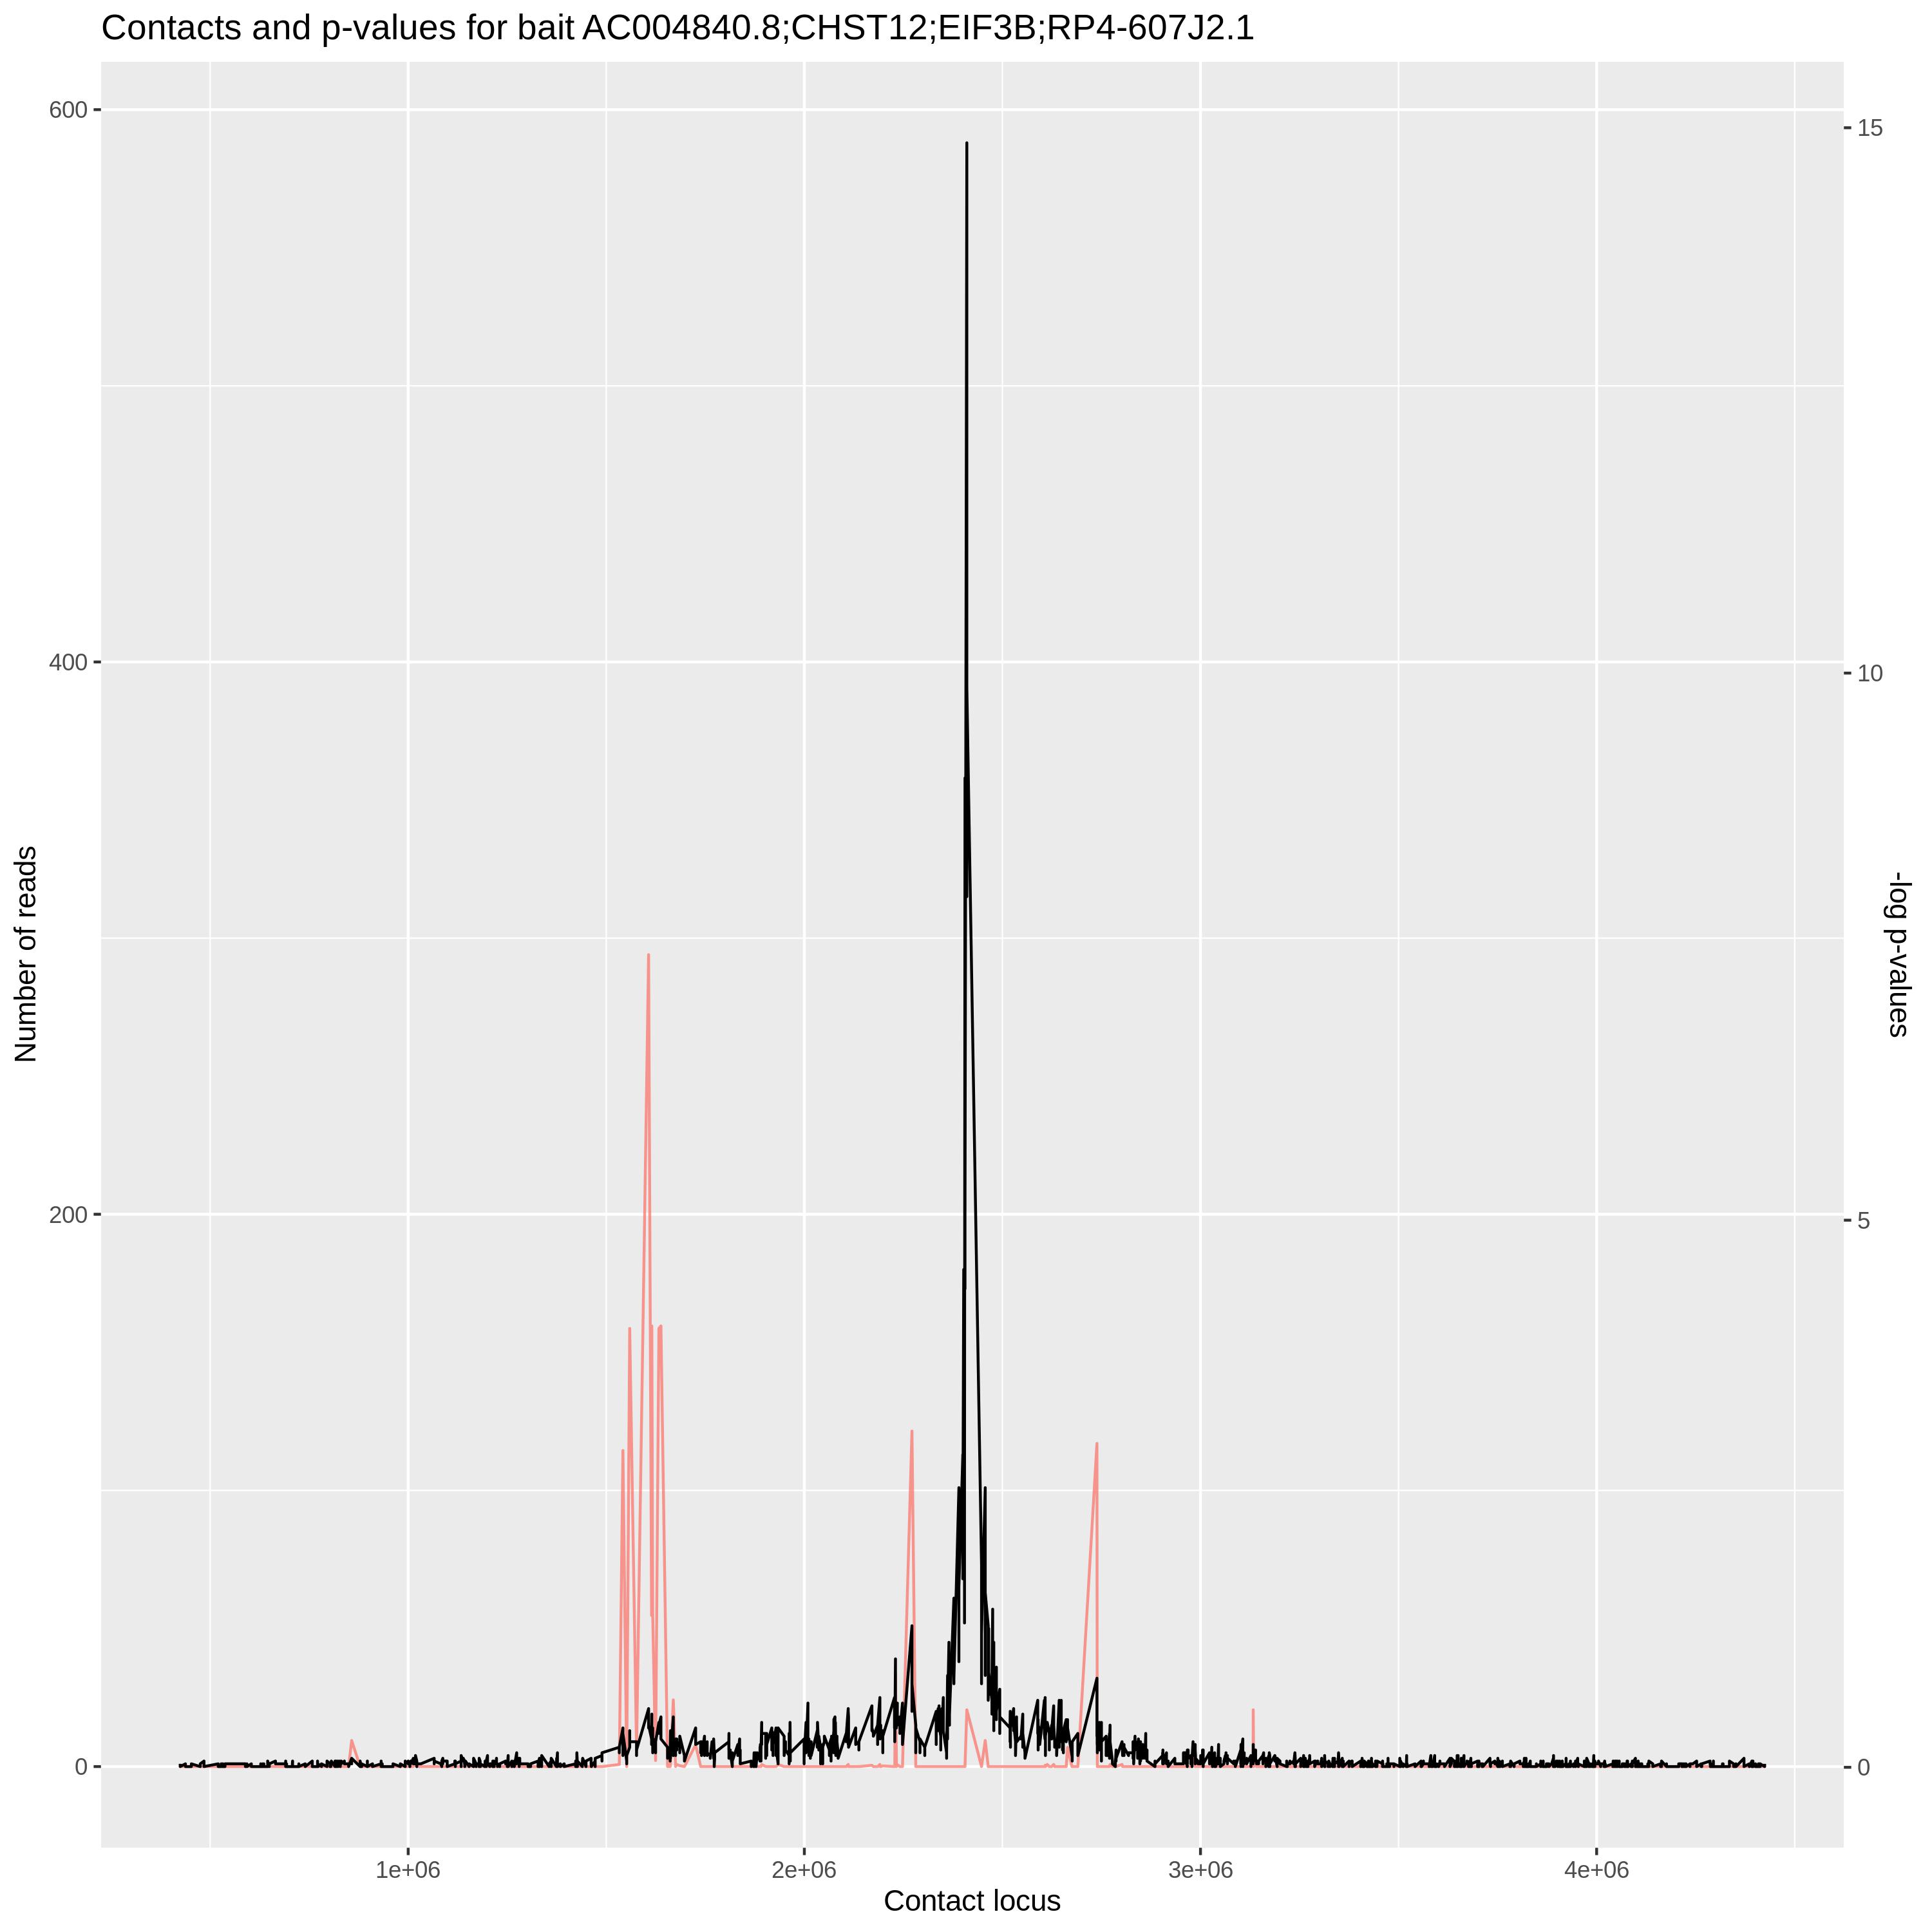 Contacts and p-values for bait AC004840.8;CHST12;EIF3B;RP4-607J2.1
600
400
200
0
Number of reads
15
10
5
0
-log p-values
1e+06
2e+06
3e+06
4e+06
Contact locus